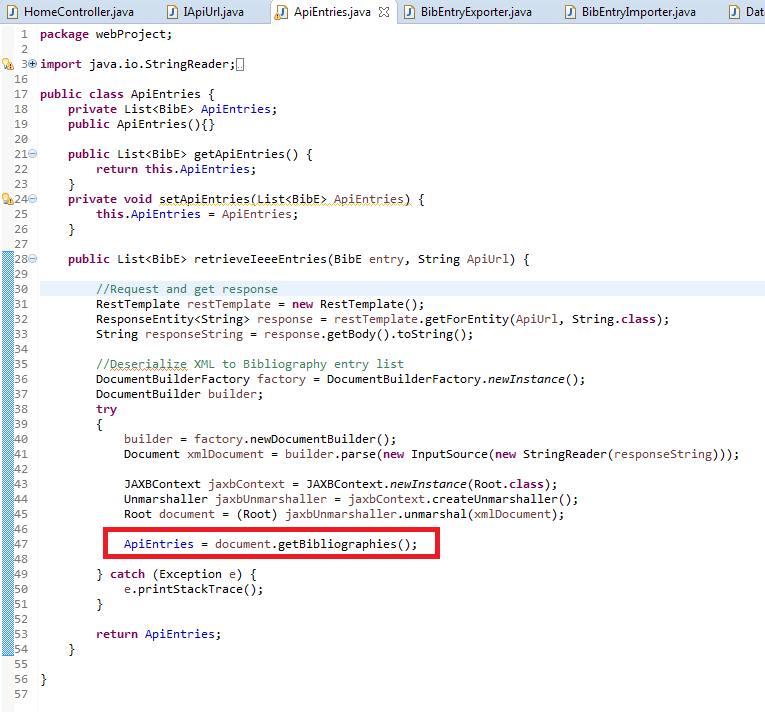 HomeController.java IApiUrl.java ApiEntries.java BibEntryExporter.java BibEntryImporter.java Dat
1 package webProject;
2
3 import java.io.StringReader;
16
17 public class ApiEntries {
18     private List<BibE> ApiEntries;
19     public ApiEntries(){}
20
21     public List<BibE> getApiEntries() {
22         return this.ApiEntries;
23     }
24     private void setApiEntries(List<BibE> ApiEntries) {
25         this.ApiEntries = ApiEntries;
26     }
27
28     public List<BibE> retrieveIeeeEntries(BibE entry, String ApiUrl) {
29
30         //Request and get response
31         RestTemplate restTemplate = new RestTemplate();
32         ResponseEntity<String> response = restTemplate.getForEntity(ApiUrl, String.class);
33         String responseString = response.getBody().toString();
34
35         //Deserialize XML to Bibliography entry list
36         DocumentBuilderFactory factory = DocumentBuilderFactory.newInstance();
37         DocumentBuilder builder;
38         try
39         {
40             builder = factory.newDocumentBuilder();
41             Document xmlDocument = builder.parse(new InputSource(new StringReader(responseString)));
42
43             JAXBContext jaxbContext = JAXBContext.newInstance(Root.class);
44             Unmarshaller jaxbUnmarshaller = jaxbContext.createUnmarshaller();
45             Root document = (Root) jaxbUnmarshaller.unmarshal(xmlDocument);
46
47             ApiEntries = document.getBibliographies();
48
49         } catch (Exception e) {
50             e.printStackTrace();
51         }
52
53         return ApiEntries;
54     }
55
56 }
57